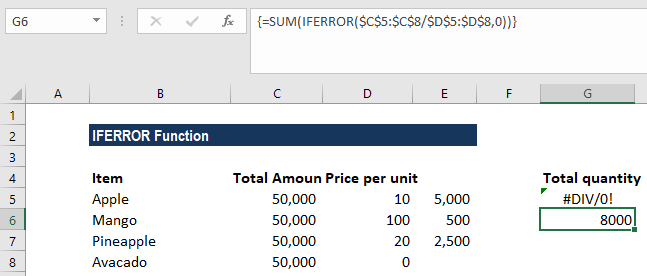 G6 fx {=SUM(IFERROR($C$5:$C$8/$D$5:$D$8,0))}
A B C D E F G
1
2 IFERROR Function
3
4 Item Total Amoun Price per unit Total quantity
5 Apple 50,000 10 5,000 #DIV/0!
6 Mango 50,000 100 500 8000
7 Pineapple 50,000 20 2,500
8 Avacado 50,000 0